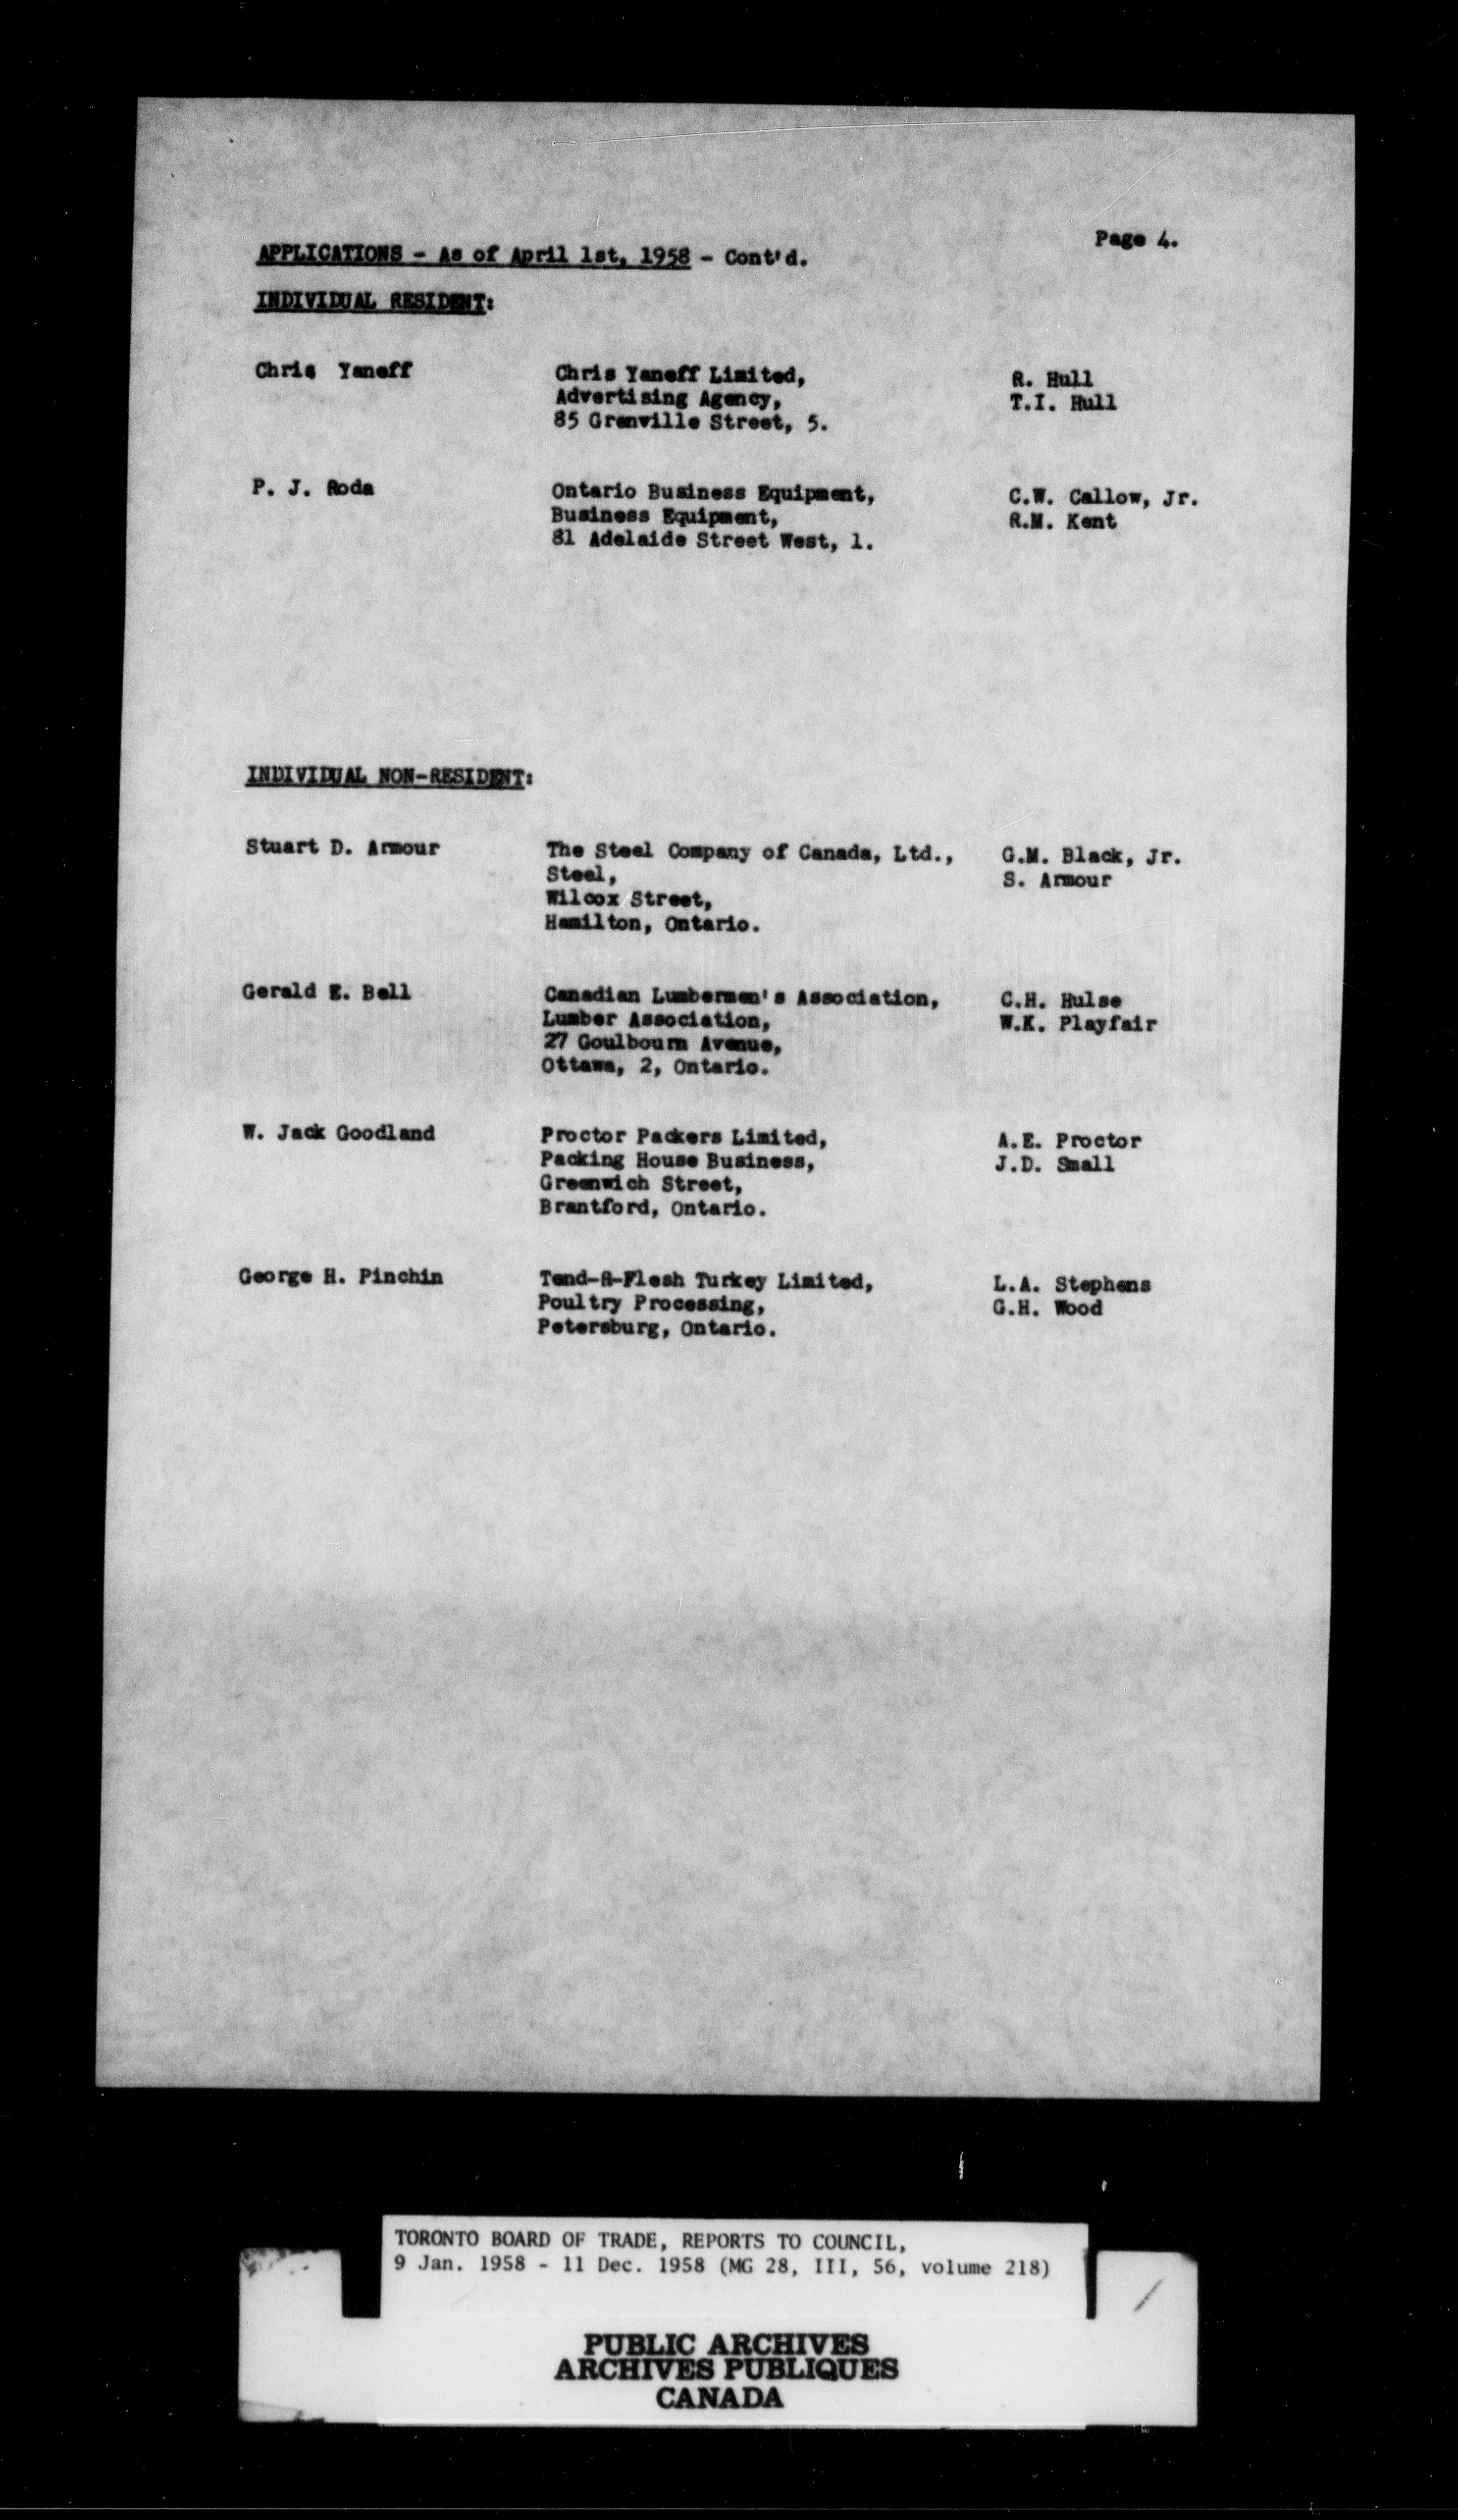 Page 4.
APPLICATIONS - As of April 1st, 1958 - Cont'd.
INDIVIDUAL RESIDENT:
Chris Yaneff
Chris Yaneff Limited,
Advertising Agency,
85 Grenville Street, 5.
R. Hull
T.I. Hull
P. J. Roda
Ontario Business Equipment,
Business Equipment,
81 Adelaide Street West, 1.
C.W. Callow, Jr.
R.M. Kent
INDIVIDUAL NON-RESIDENT:
Stuart D. Armour
The Steel Company of Canada, Ltd.,
Steel,
Wilcox Street,
Hamilton, Ontario.
G.M. Black, Jr.
S. Armour
Gerald E. Bell
Canadian Lumbermen's Association,
Lumber Association,
27 Goulbourn Avenue,
Ottawa, 2, Ontario.
C.H. Hulse
W.K. Playfair
W. Jack Goodland
Proctor Packers Limited,
Packing House Business,
Greenwich Street,
Brantford, Ontario.
A.E. Proctor
J.D. Small
George H. Pinchin
Tend-R-Flesh Turkey Limited,
Poultry Processing,
Petersburg, Ontario.
L.A. Stephens
G.H. Wood
TORONTO BOARD OF TRADE, REPORTS TO COUNCIL,
9 Jan. 1958 - 11 Dec. 1958 (MG 28, III, 56, volume 218)
PUBLIC ARCHIVES
ARCHIVES PUBLIQUES
CANADA